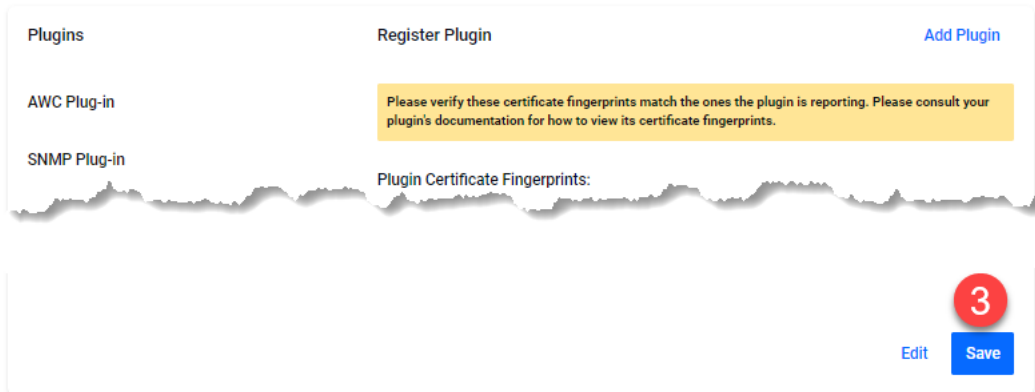 Plugins
Register Plugin
Add Plugin
AWC Plug-in
Please verify these certificate fingerprints match the ones the plugin is reporting. Please consult your
plugin's documentation for how to view its certificate fingerprints.
SNMP Plug-in
Plugin Certificate Fingerprints:
3
Edit
Save